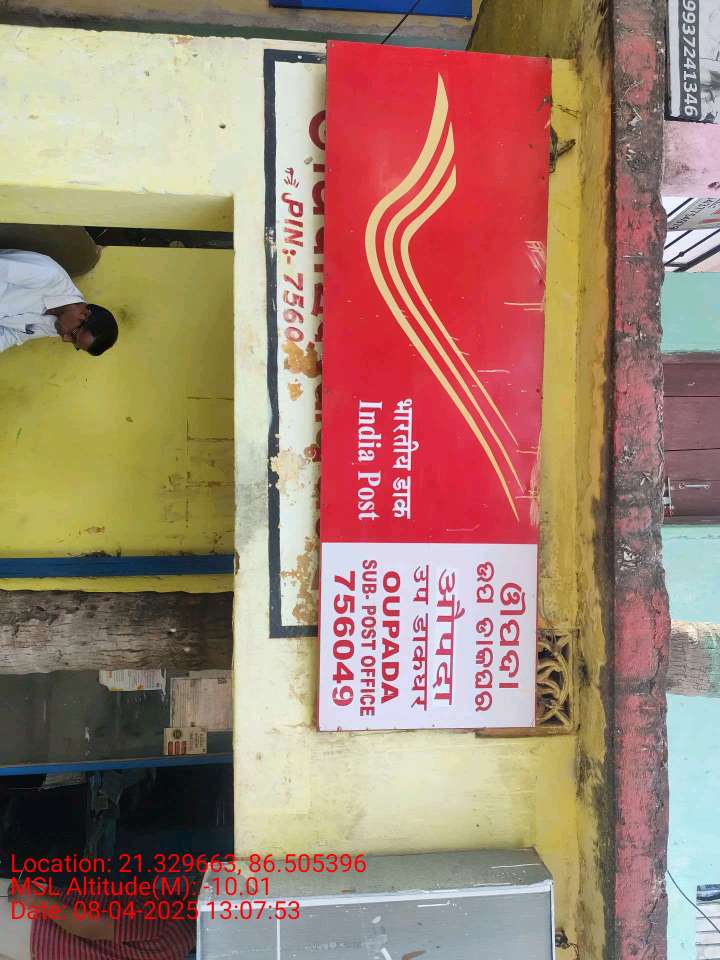 भारतीय डाक
India Post
ଊପଦା
ଉପ ଡାକଘର
औपदा
उप डाकघर
OUPADA
SUB- POST OFFICE
756049
PIN:- 7560
9937241346
Location: 21.329663, 86.505396
MSL Altitude(M): -10.01
Date: 08-04-2025 13:07:53